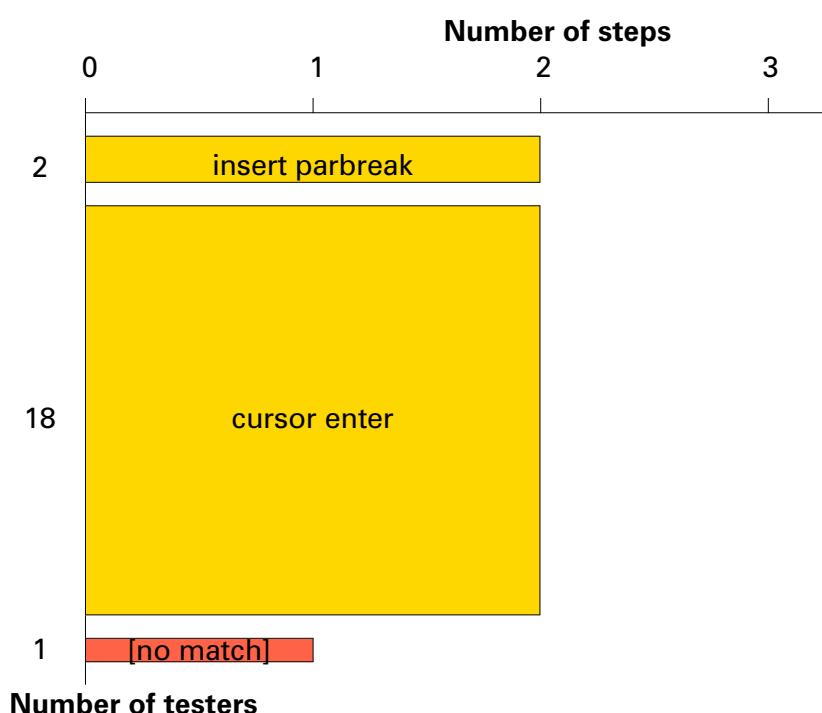 Number of steps
0 1 2 3
2 insert parbreak
18 cursor enter
1 [no match]
Number of testers